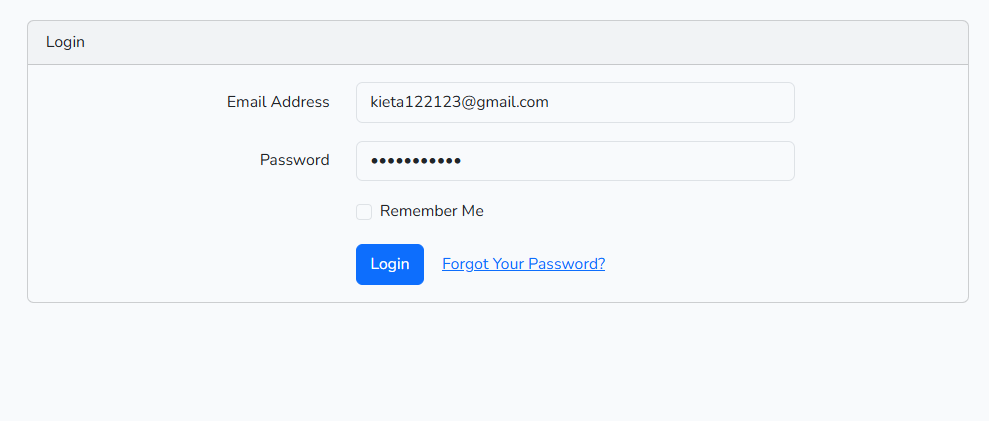 Login
Email Address kieta122123@gmail.com
Password •••••••••••
Remember Me
Login Forgot Your Password?